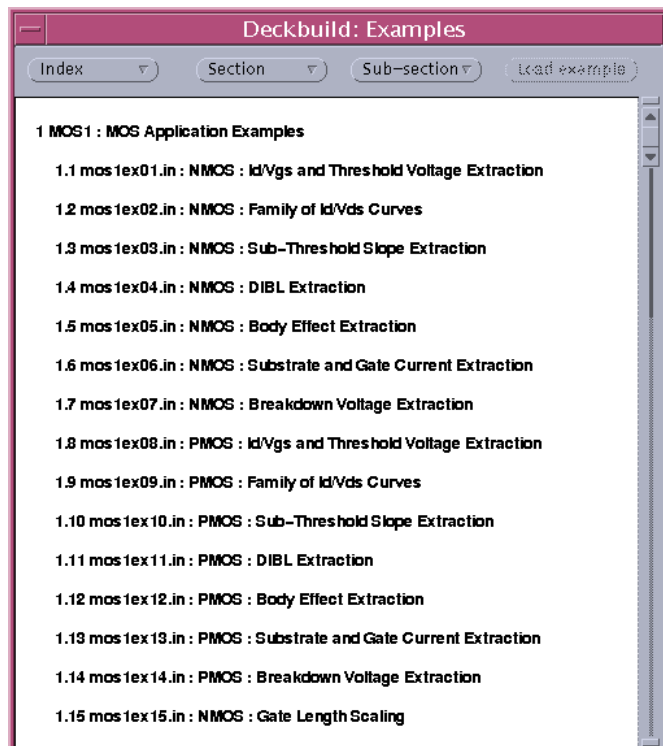 Deckbuild: Examples
Index Section Sub-section Load example
1 MOS1 : MOS Application Examples
1.1 mos1ex01.in : NMOS : Id/Vgs and Threshold Voltage Extraction
1.2 mos1ex02.in : NMOS : Family of Id/Vds Curves
1.3 mos1ex03.in : NMOS : Sub-Threshold Slope Extraction
1.4 mos1ex04.in : NMOS : DIBL Extraction
1.5 mos1ex05.in : NMOS : Body Effect Extraction
1.6 mos1ex06.in : NMOS : Substrate and Gate Current Extraction
1.7 mos1ex07.in : NMOS : Breakdown Voltage Extraction
1.8 mos1ex08.in : PMOS : Id/Vgs and Threshold Voltage Extraction
1.9 mos1ex09.in : PMOS : Family of Id/Vds Curves
1.10 mos1ex10.in : PMOS : Sub-Threshold Slope Extraction
1.11 mos1ex11.in : PMOS : DIBL Extraction
1.12 mos1ex12.in : PMOS : Body Effect Extraction
1.13 mos1ex13.in : PMOS : Substrate and Gate Current Extraction
1.14 mos1ex14.in : PMOS : Breakdown Voltage Extraction
1.15 mos1ex15.in : NMOS : Gate Length Scaling